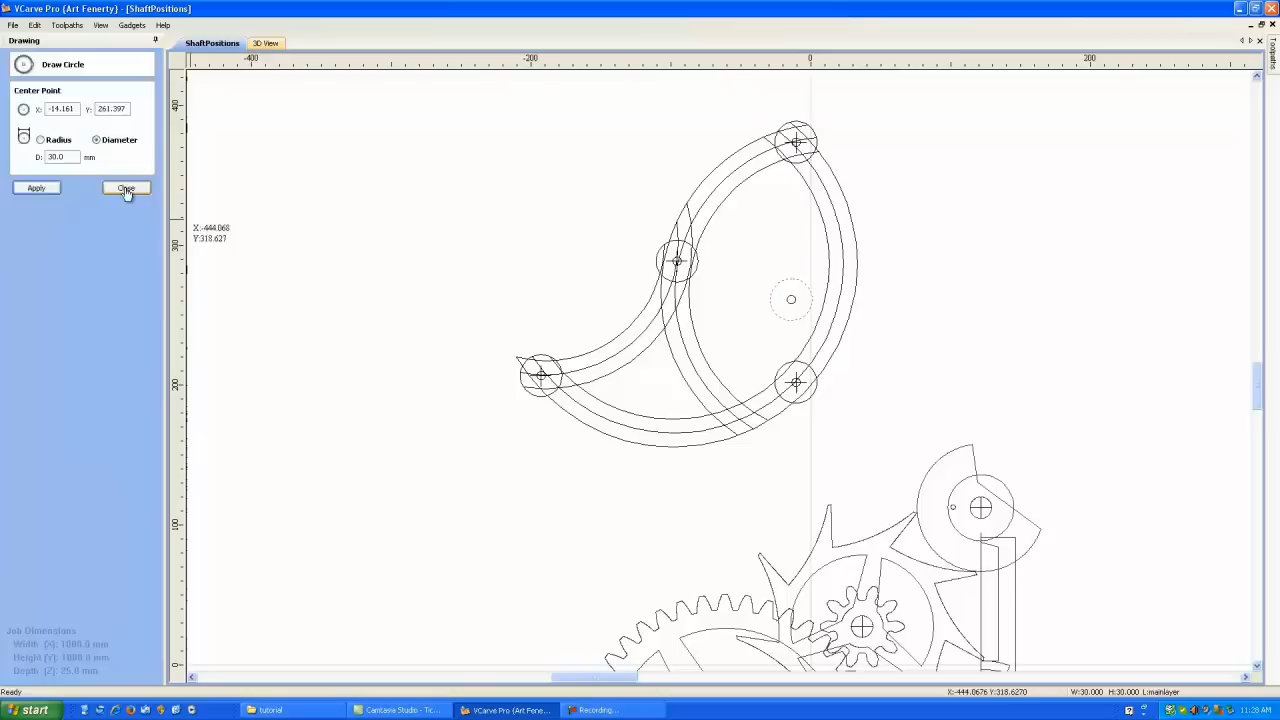 VCarve Pro {Art Fenerty} - [ShaftPositions]
File Edit Toolpaths View Gadgets Help
Drawing
ShaftPositions 3D View
Toolpaths
-400 -200 0 200
Draw Circle
Center Point
X: -14.161 Y: 261.397
Radius Diameter
D: 30.0 mm
Apply Close
X:-444.068
Y:318.627
400
300
200
100
0
Job Dimensions
Width (X): 1000.0 mm
Height (Y): 1000.0 mm
Depth (Z): 25.0 mm
Ready X:-444.0676 Y:318.6270 W:30.000 H:30.000 L:mainlayer
start tutorial Camtasia Studio - Tic... VCarve Pro {Art Fene... Recording... 11:28 AM